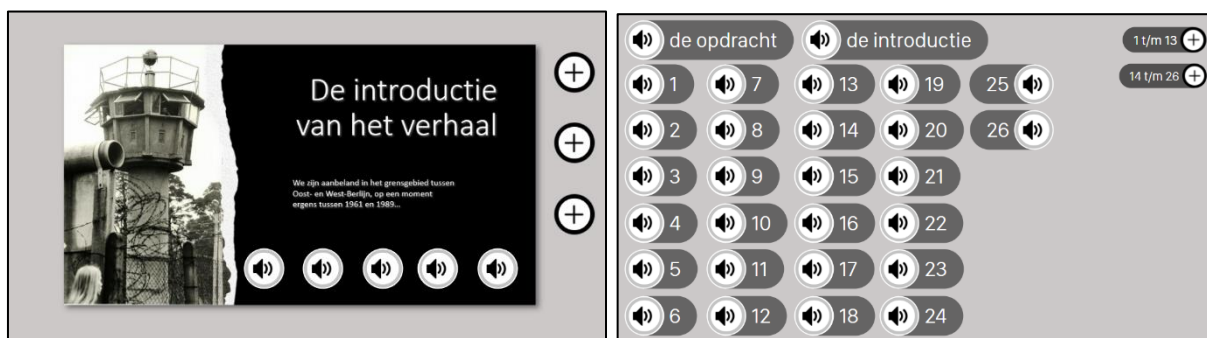 De introductie
van het verhaal
We zijn aanbeland in het grensgebied tussen
Oost- en West-Berlijn, op een moment
ergens tussen 1961 en 1989...
de opdracht de introductie 1 t/m 13
14 t/m 26
1 7 13 19 25
2 8 14 20 26
3 9 15 21
4 10 16 22
5 11 17 23
6 12 18 24